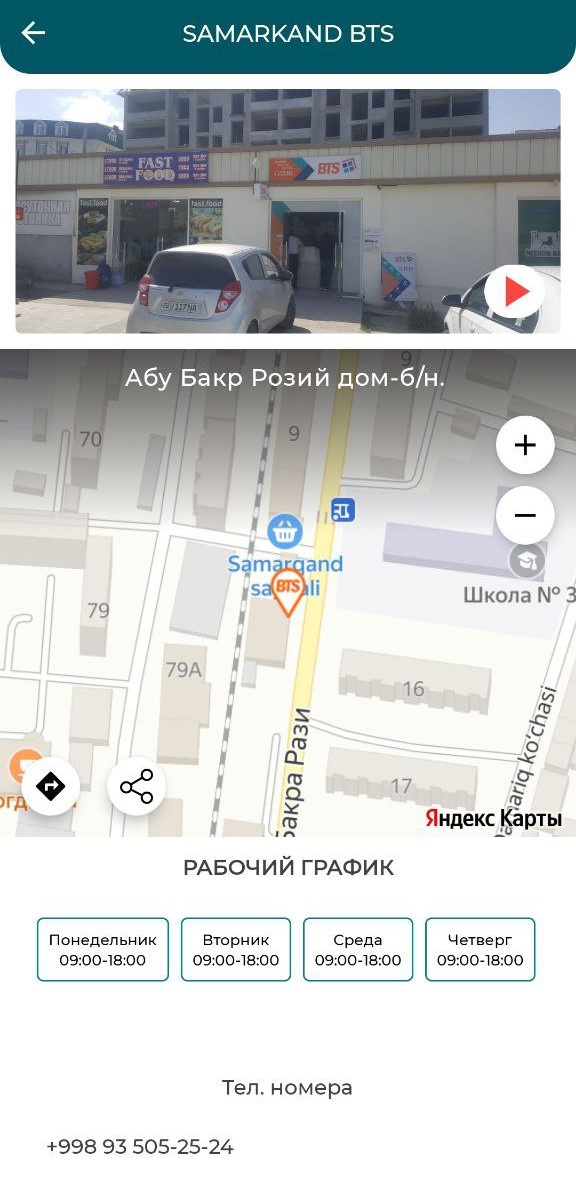 SAMARKAND BTS
FAST
FOOD
BTS
fast.food
fast.food
BTS
117NA
Абу Бакр Розий дом-б/н.
9
70
9
Samarqand
sa
BTS
li
Школа № 3
79
79A
16
17
Бакра Рази
ariq ko‘chasi
Яндекс Карты
РАБОЧИЙ ГРАФИК
Понедельник
09:00-18:00
Вторник
09:00-18:00
Среда
09:00-18:00
Четверг
09:00-18:00
Тел. номера
+998 93 505-25-24